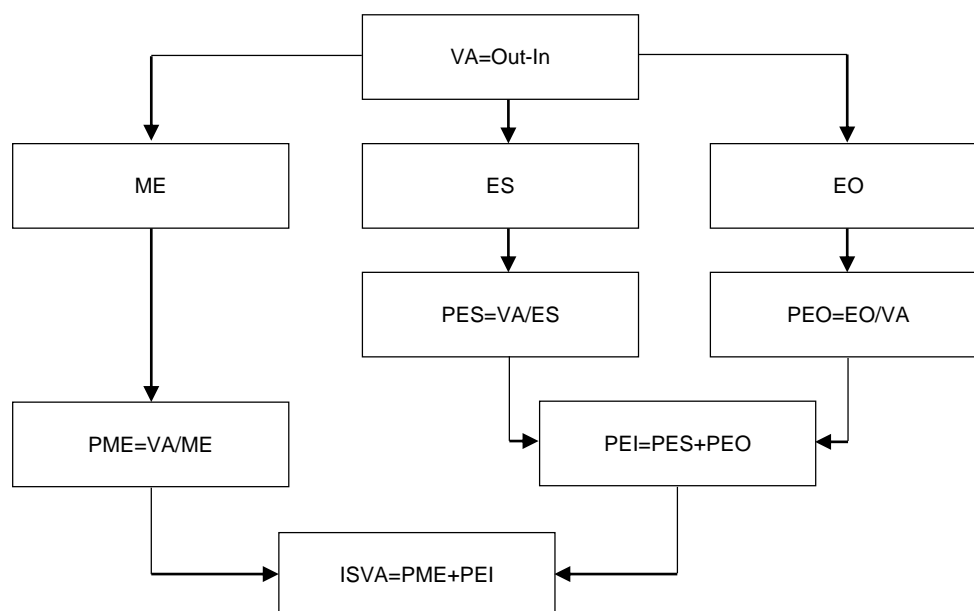 VA=Out-In
ME
ES
EO
PES=VA/ES
PEO=EO/VA
PME=VA/ME
PEI=PES+PEO
ISVA=PME+PEI